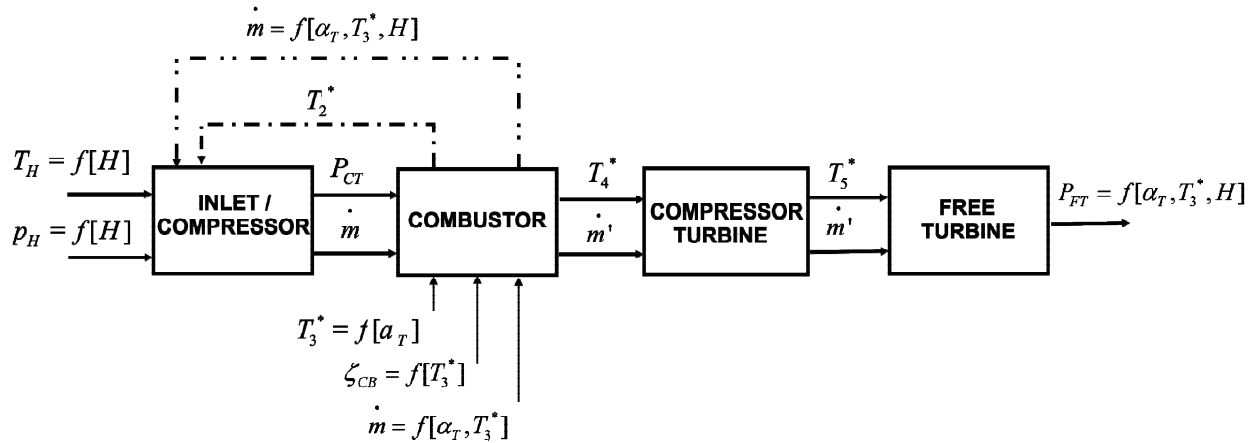 ṁ = f[α_T, T_3^*, H]
T_2^*
T_H = f[H]
p_H = f[H]
INLET /
COMPRESSOR
P_CT
ṁ
COMBUSTOR
T_4^*
ṁ'
COMPRESSOR
TURBINE
T_5^*
ṁ'
FREE
TURBINE
P_FT = f[α_T, T_3^*, H]
T_3^* = f[a_T]
ζ_CB = f[T_3^*]
ṁ = f[α_T, T_3^*]